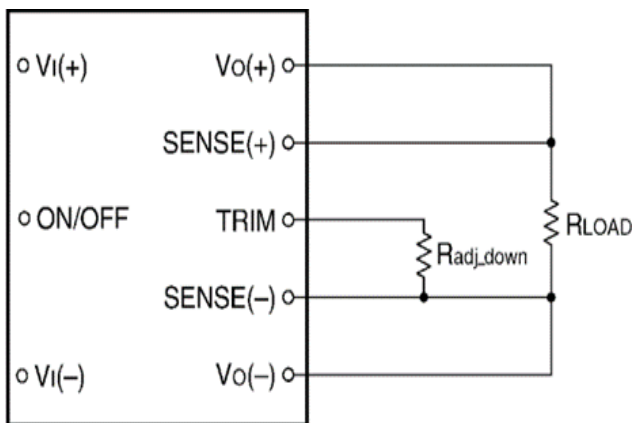 VI(+) VO(+)
SENSE(+)
ON/OFF TRIM RLOAD
Radj_down
SENSE(–)
VI(–) VO(–)